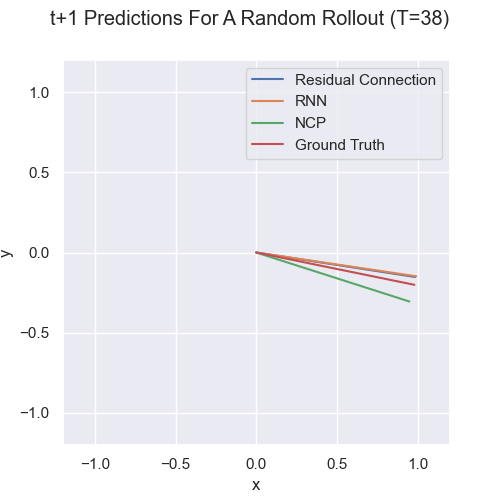 t+1 Predictions For A Random Rollout (T=38)
Residual Connection
RNN
NCP
Ground Truth
1.0
0.5
0.0
−0.5
−1.0
y
−1.0 −0.5 0.0 0.5 1.0
x